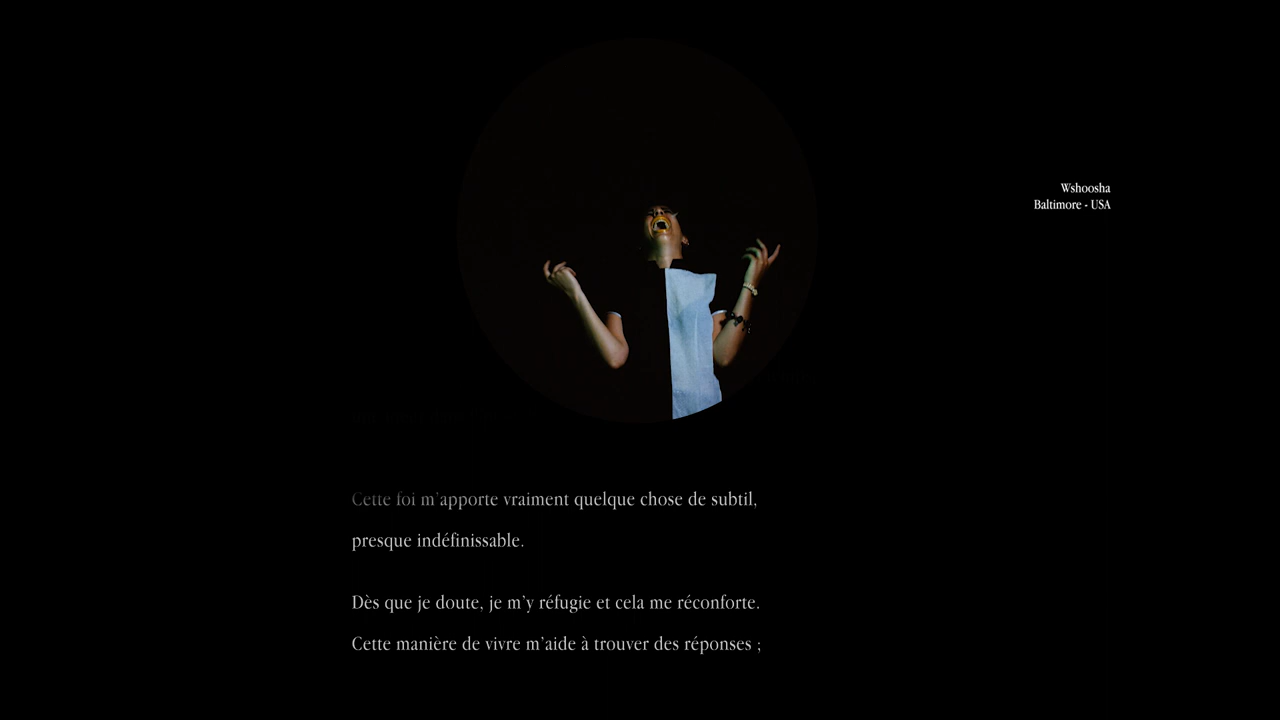 Wshoosha
Baltimore - USA
Cette foi m'apporte vraiment quelque chose de subtil,
presque indéfinissable.
Dès que je doute, je m'y réfugie et cela me réconforte.
Cette manière de vivre m'aide à trouver des réponses ;